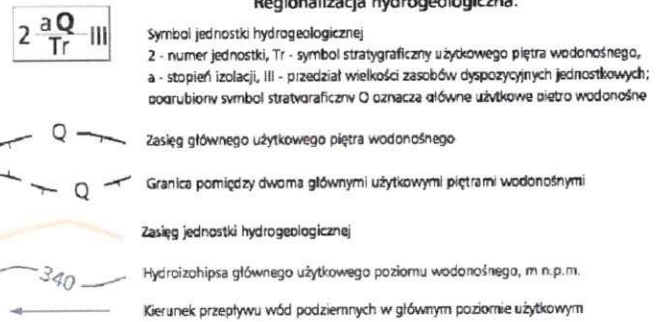 Regionalizacja hydrogeologiczna:
2 aQ/Tr III
Symbol jednostki hydrogeologicznej
2 - numer jednostki, Tr - symbol stratygraficzny użytkowego piętra wodonośnego,
a - stopień izolacji, III - przedział wielkości zasobów dyspozycyjnych jednostkowych;
pogrubiony symbol stratygraficzny Q oznacza główne użytkowe piętro wodonośne
Q
Zasięg głównego użytkowego piętra wodonośnego
Q
Granica pomiędzy dwoma głównymi użytkowymi piętrami wodonośnymi
Zasięg jednostki hydrogeologicznej
340
Hydroizohipsa głównego użytkowego poziomu wodonośnego, m n.p.m.
Kierunek przepływu wód podziemnych w głównym poziomie użytkowym